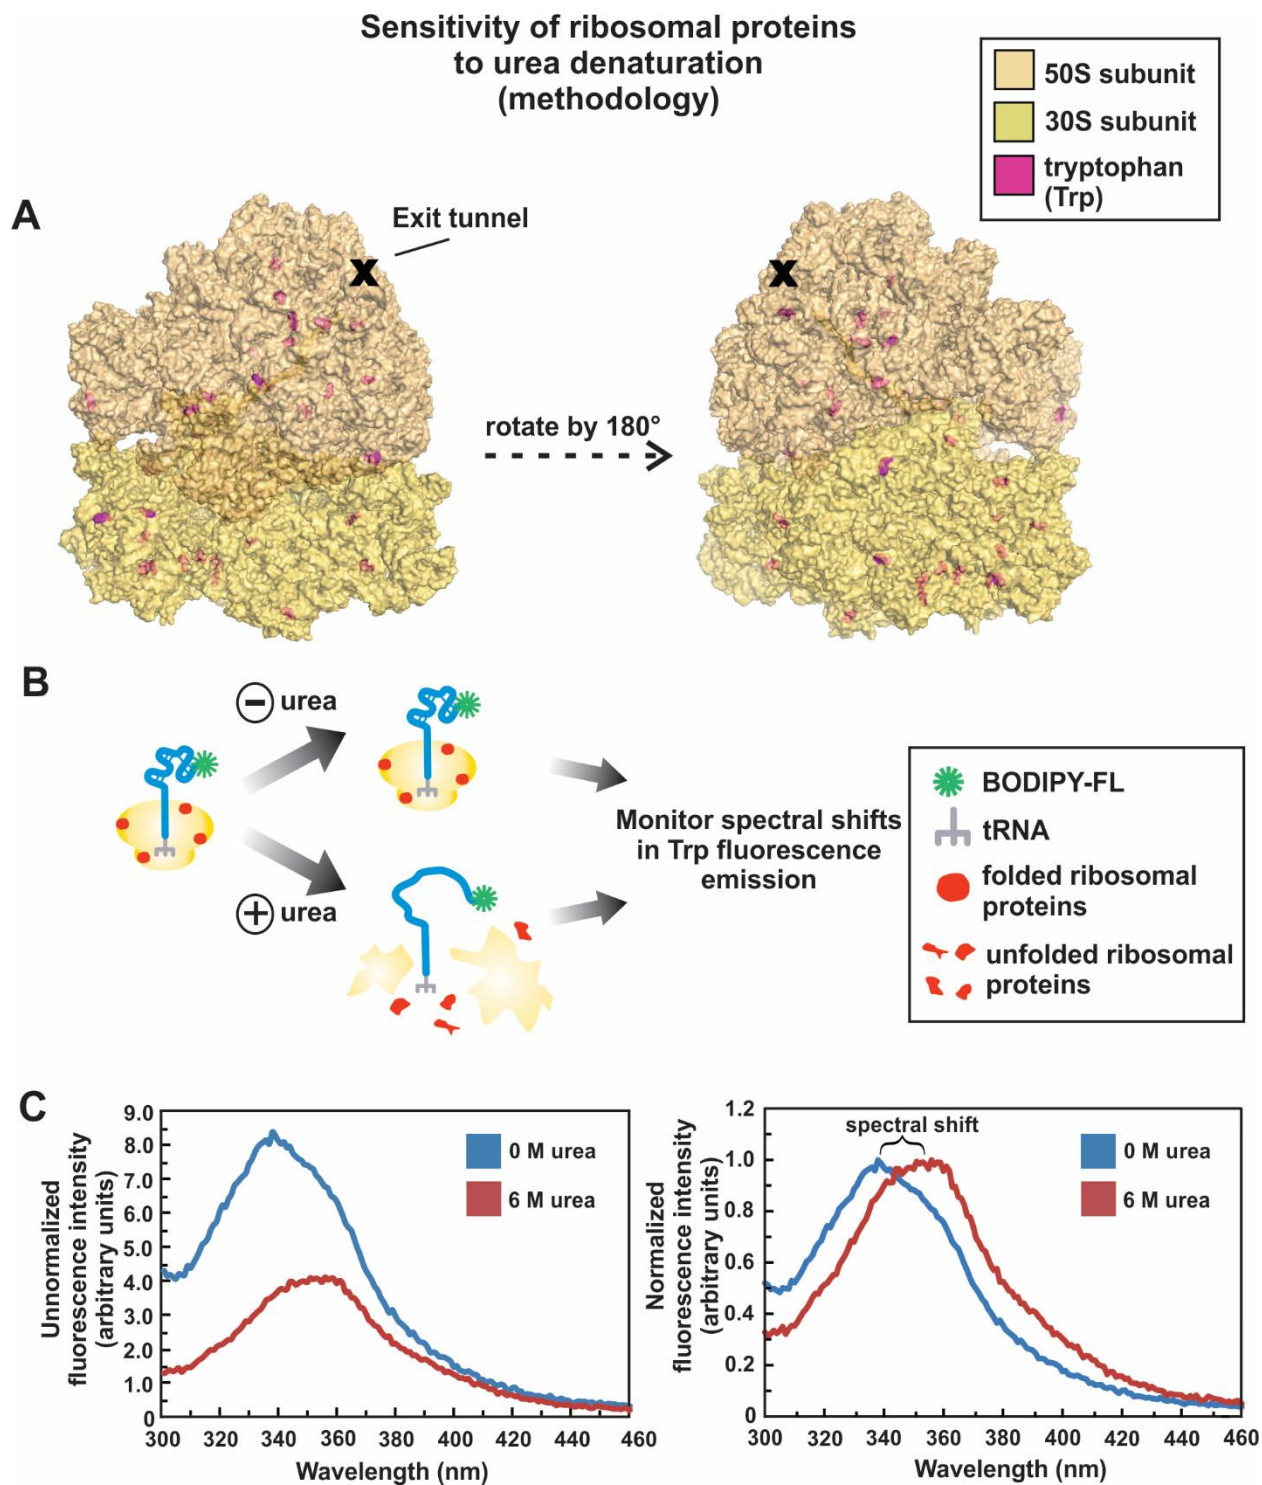 Sensitivity of ribosomal proteins
to urea denaturation
(methodology)
50S subunit
30S subunit
tryptophan
(Trp)
A
Exit tunnel
X
X
rotate by 180°
B
− urea
+ urea
Monitor spectral shifts
in Trp fluorescence
emission
BODIPY-FL
tRNA
folded ribosomal
proteins
unfolded ribosomal
proteins
C
Unnormalized
fluorescence intensity
(arbitrary units)
9.0
8.0
7.0
6.0
5.0
4.0
3.0
2.0
1.0
0
0 M urea
6 M urea
300 320 340 360 380 400 420 440 460
Wavelength (nm)
Normalized
fluorescence intensity
(arbitrary units)
1.2
1.0
0.8
0.6
0.4
0.2
0
spectral shift
0 M urea
6 M urea
300 320 340 360 380 400 420 440 460
Wavelength (nm)